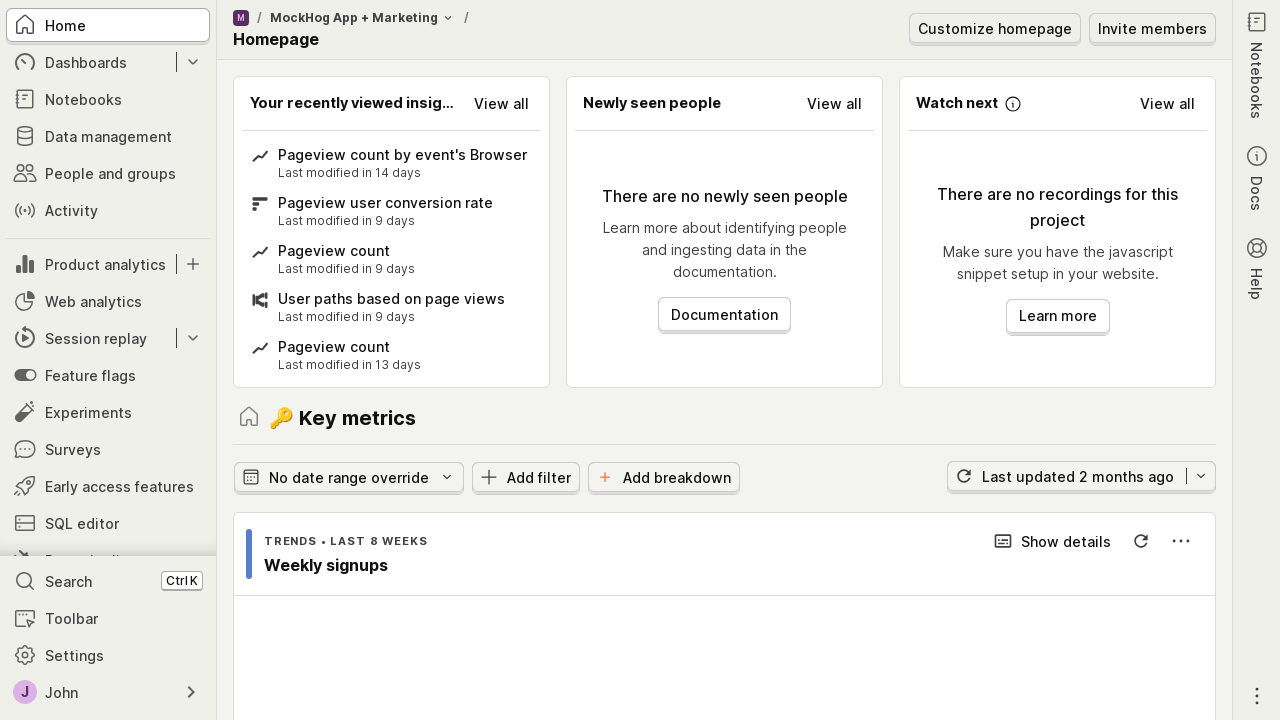 Home
Dashboards
Notebooks
Data management
People and groups
Activity
Product analytics
Web analytics
Session replay
Feature flags
Experiments
Surveys
Early access features
SQL editor
Search
Ctrl K
Toolbar
Settings
J
John
M / MockHog App + Marketing /
Homepage
Customize homepage
Invite members
Your recently viewed insig...
View all
Pageview count by event's Browser
Last modified in 14 days
Pageview user conversion rate
Last modified in 9 days
Pageview count
Last modified in 9 days
User paths based on page views
Last modified in 9 days
Pageview count
Last modified in 13 days
Newly seen people
View all
There are no newly seen people
Learn more about identifying people
and ingesting data in the
documentation.
Documentation
Watch next
View all
There are no recordings for this
project
Make sure you have the javascript
snippet setup in your website.
Learn more
🔑 Key metrics
No date range override
Add filter
Add breakdown
Last updated 2 months ago
TRENDS • LAST 8 WEEKS
Show details
Weekly signups
Notebooks
Docs
Help